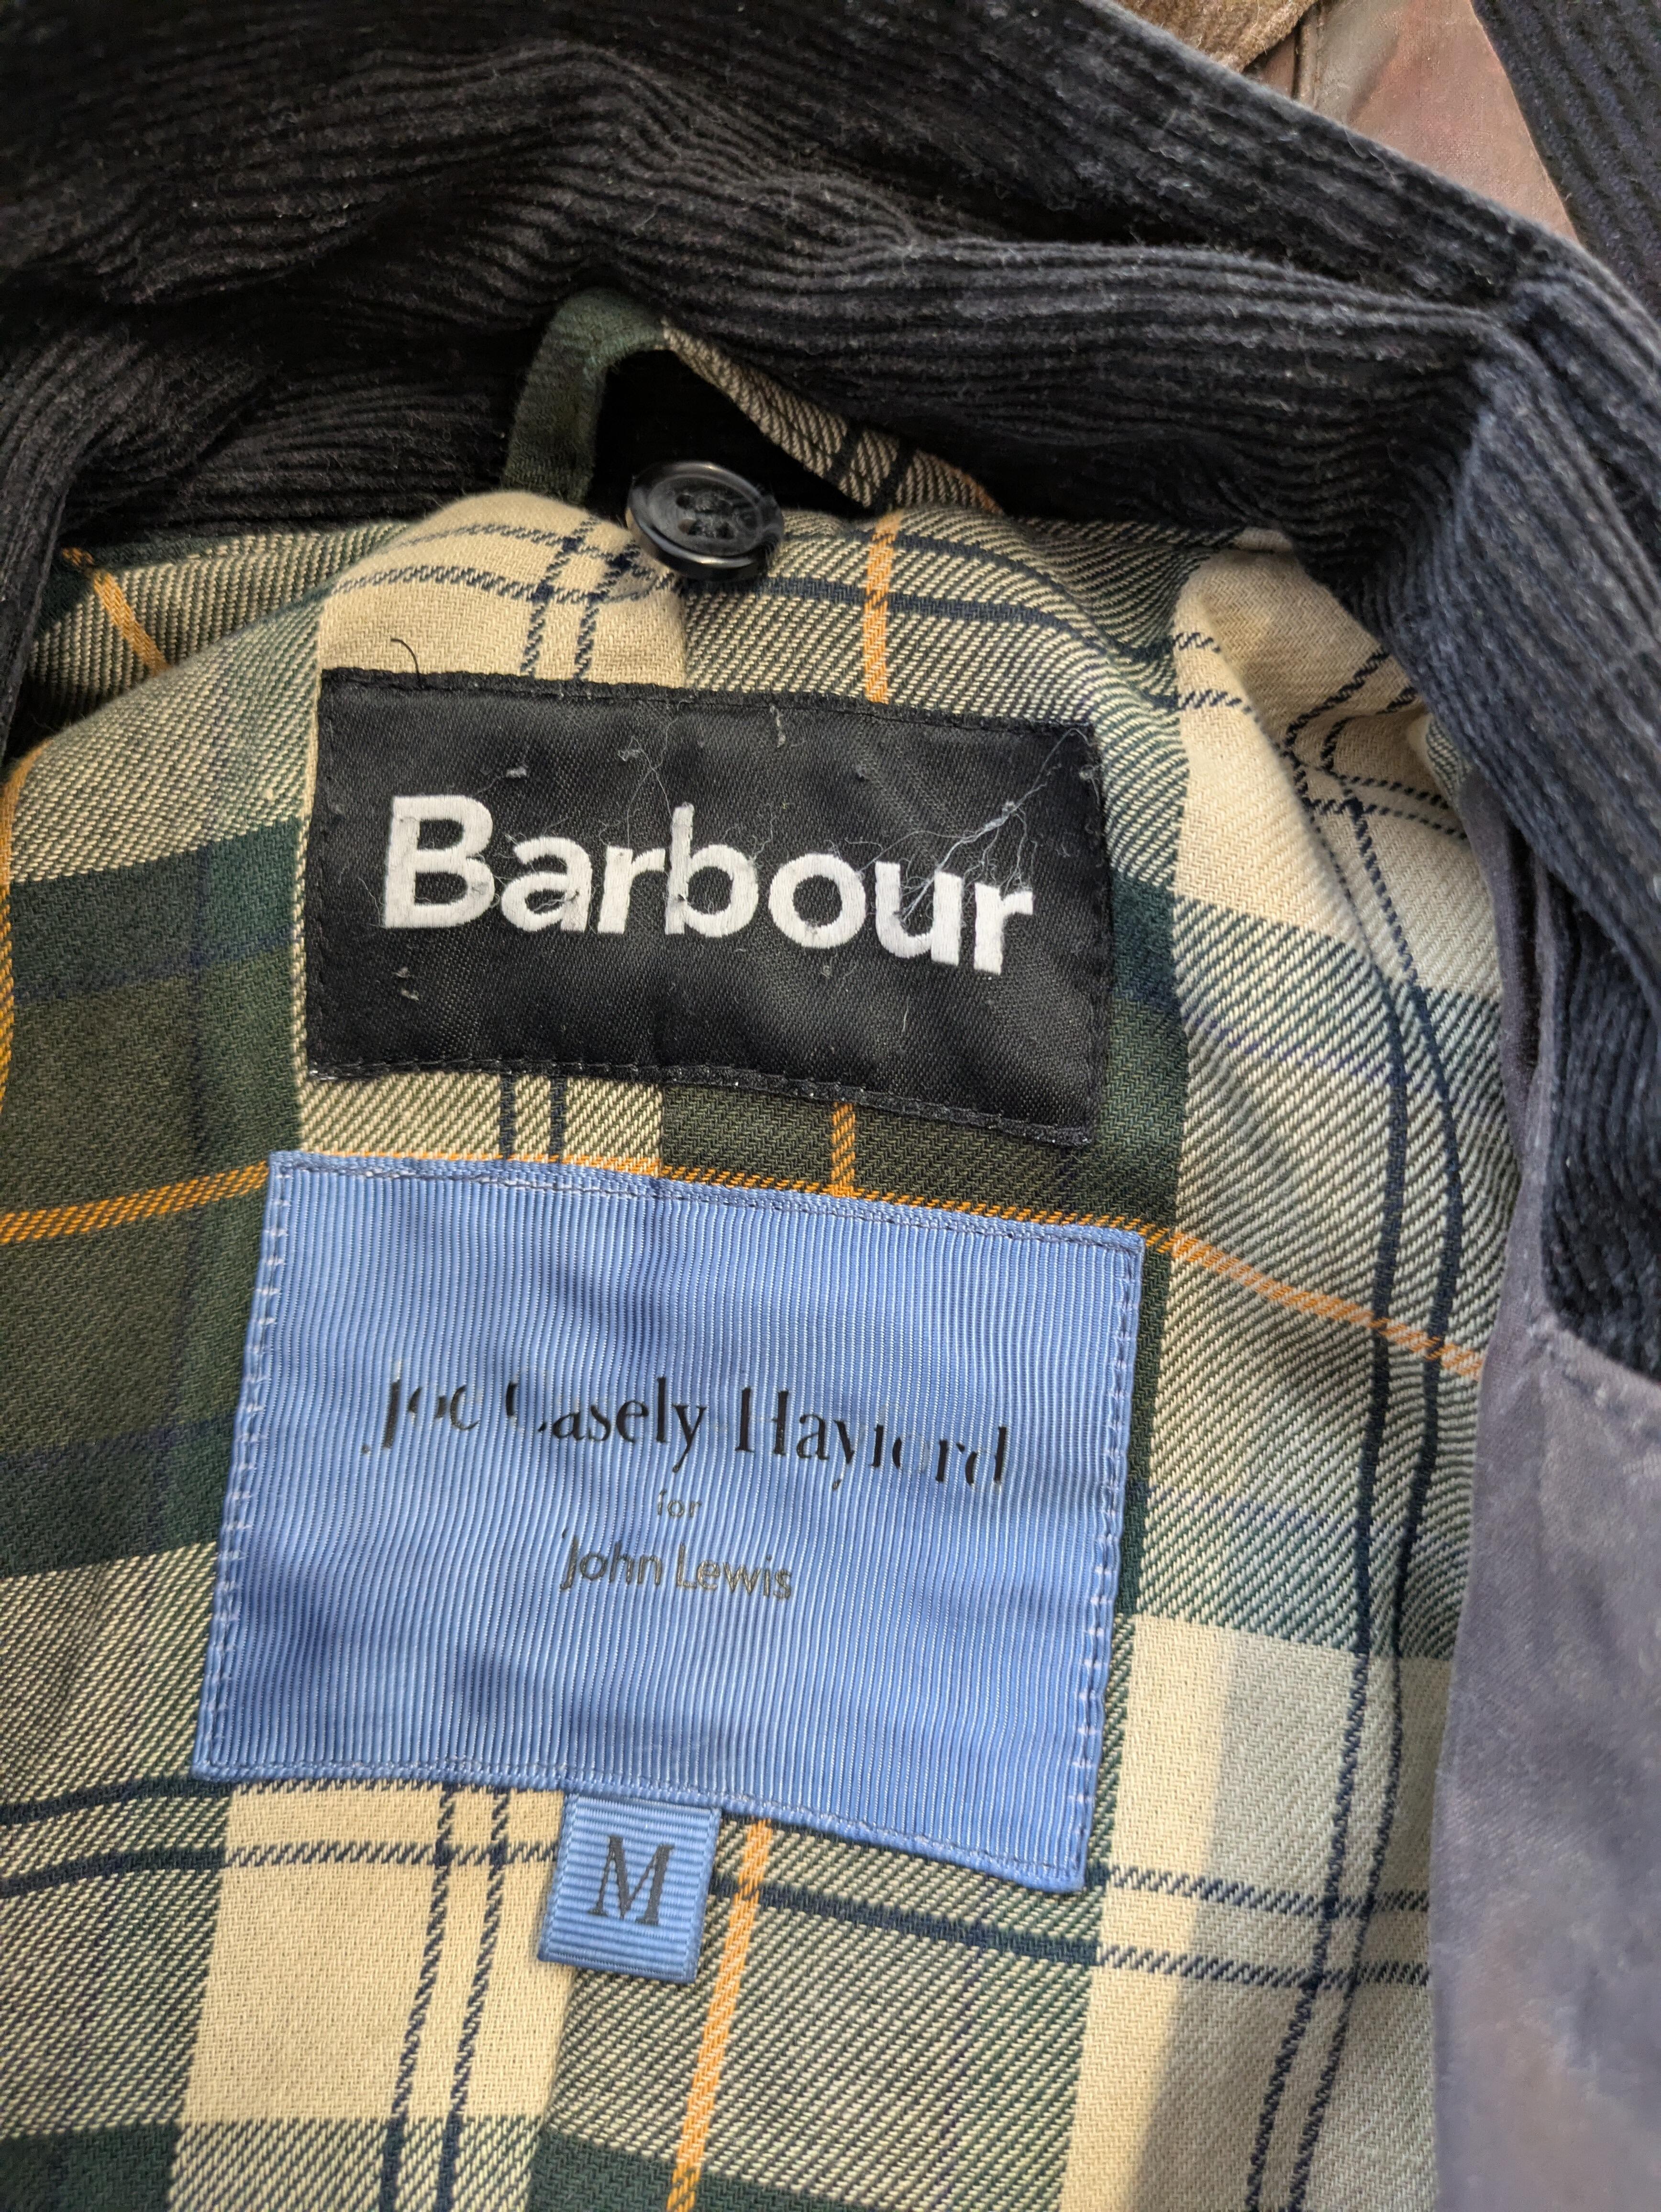 Barbour
Joe Casely-Hayford
for
John Lewis
M